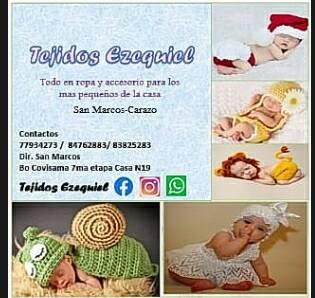 Tejidos Ezequiel
Todo en ropa y accesorio para los
mas pequeños de la casa
San Marcos-Carazo
Contactos
77934273 / 84762883/ 83825283
Dir. San Marcos
Bo Covisama 7ma etapa Casa N19
Tejidos Ezequiel